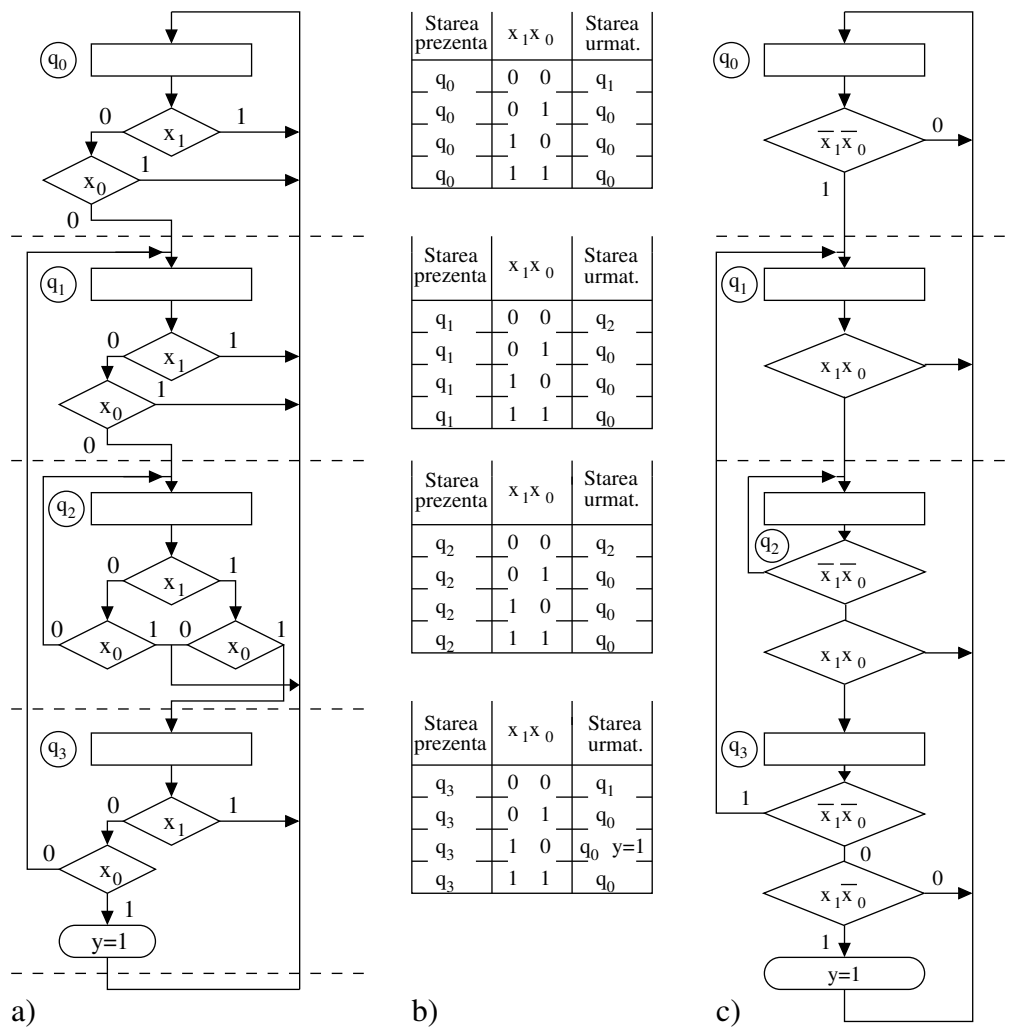 q0
x1
0
1
x0
1
0
q1
x1
0
1
x0
1
0
q2
x1
0
1
x0
0
1
x0
0
1
q3
x1
0
1
x0
0
1
y=1
a)
Starea prezenta x1x0 Starea urmat.
q0 0 0 q1
q0 0 1 q0
q0 1 0 q0
q0 1 1 q0
Starea prezenta x1x0 Starea urmat.
q1 0 0 q2
q1 0 1 q0
q1 1 0 q0
q1 1 1 q0
Starea prezenta x1x0 Starea urmat.
q2 0 0 q2
q2 0 1 q0
q2 1 0 q0
q2 1 1 q0
Starea prezenta x1x0 Starea urmat.
q3 0 0 q1
q3 0 1 q0
q3 1 0 q0 y=1
q3 1 1 q0
b)
q0
x̅1x̅0
0
1
q1
x1x0
q2
x̅1x̅0
x1x0
q3
1
x̅1x̅0
0
x1x̅0
0
1
y=1
c)